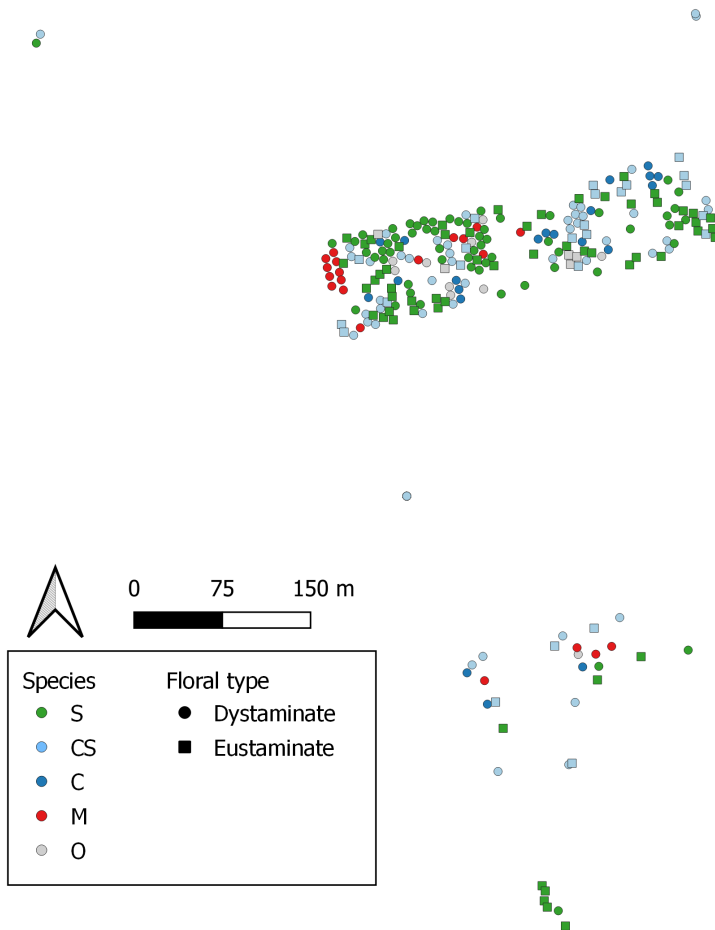 0 75 150 m
Species Floral type
S Dystaminate
CS Eustaminate
C
M
O